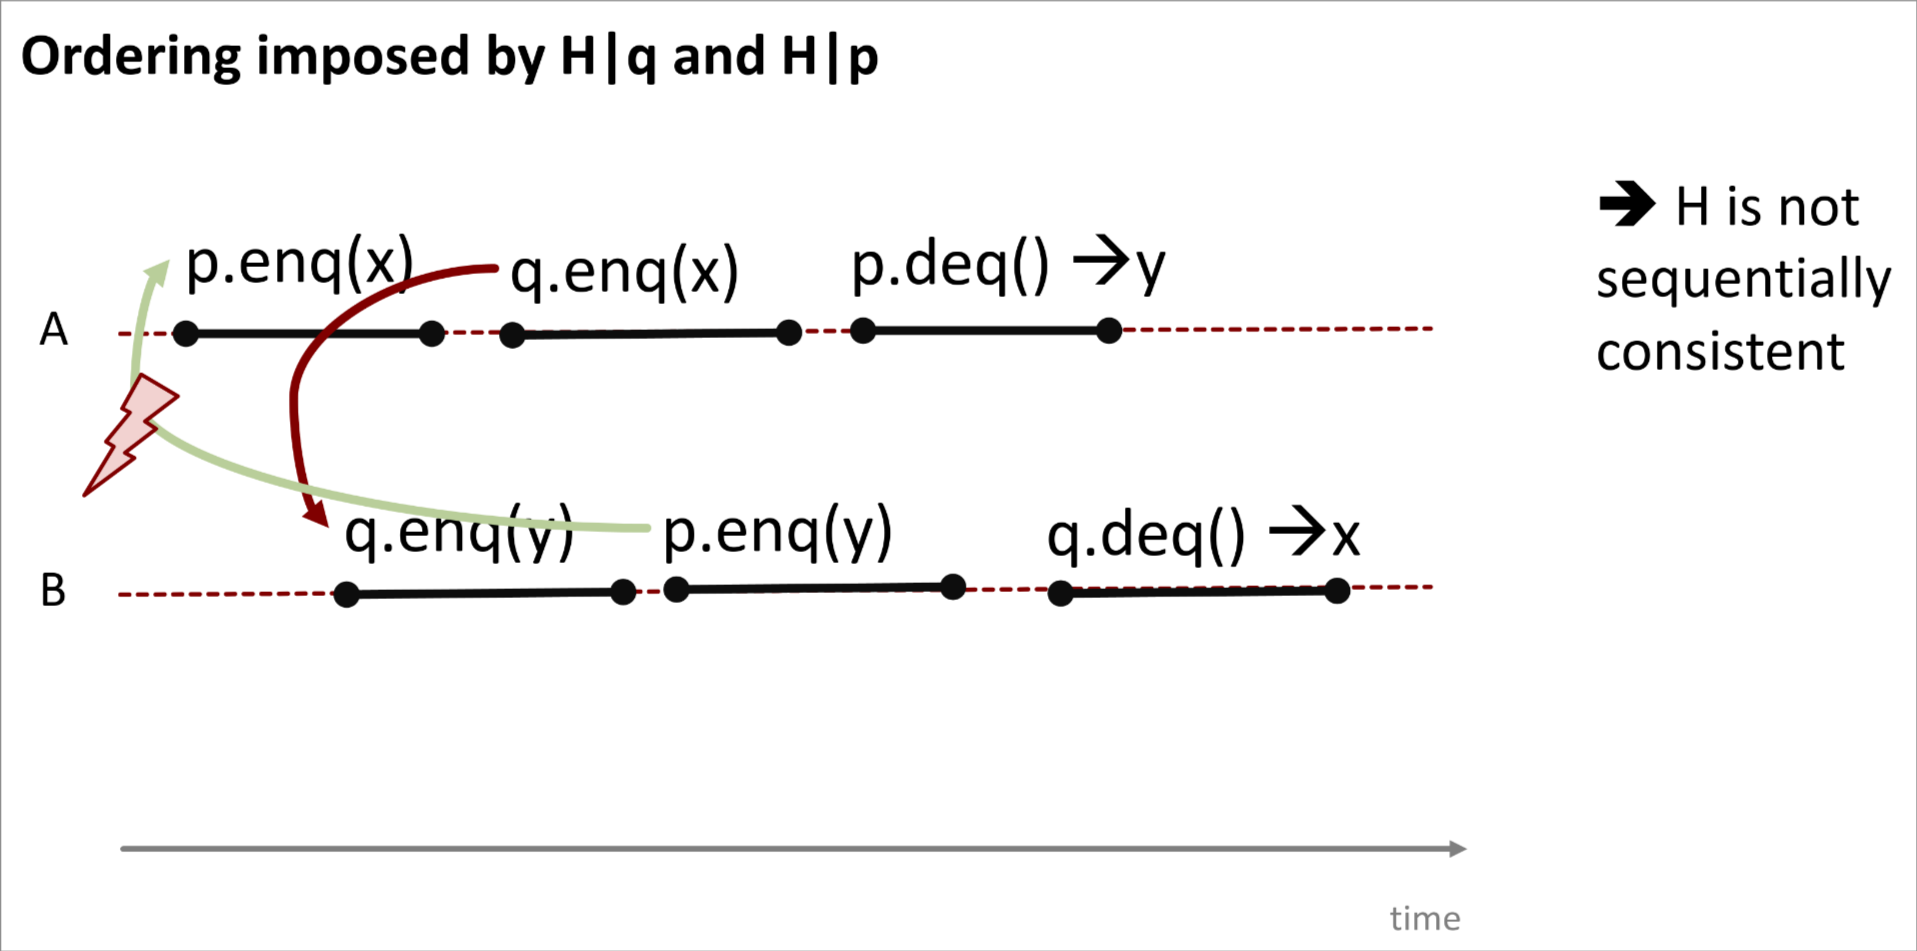 Ordering imposed by H|q and H|p
p.enq(x) q.enq(x) p.deq() →y
A
q.enq(y) p.enq(y) q.deq() →x
B
➔ H is not
sequentially
consistent
time